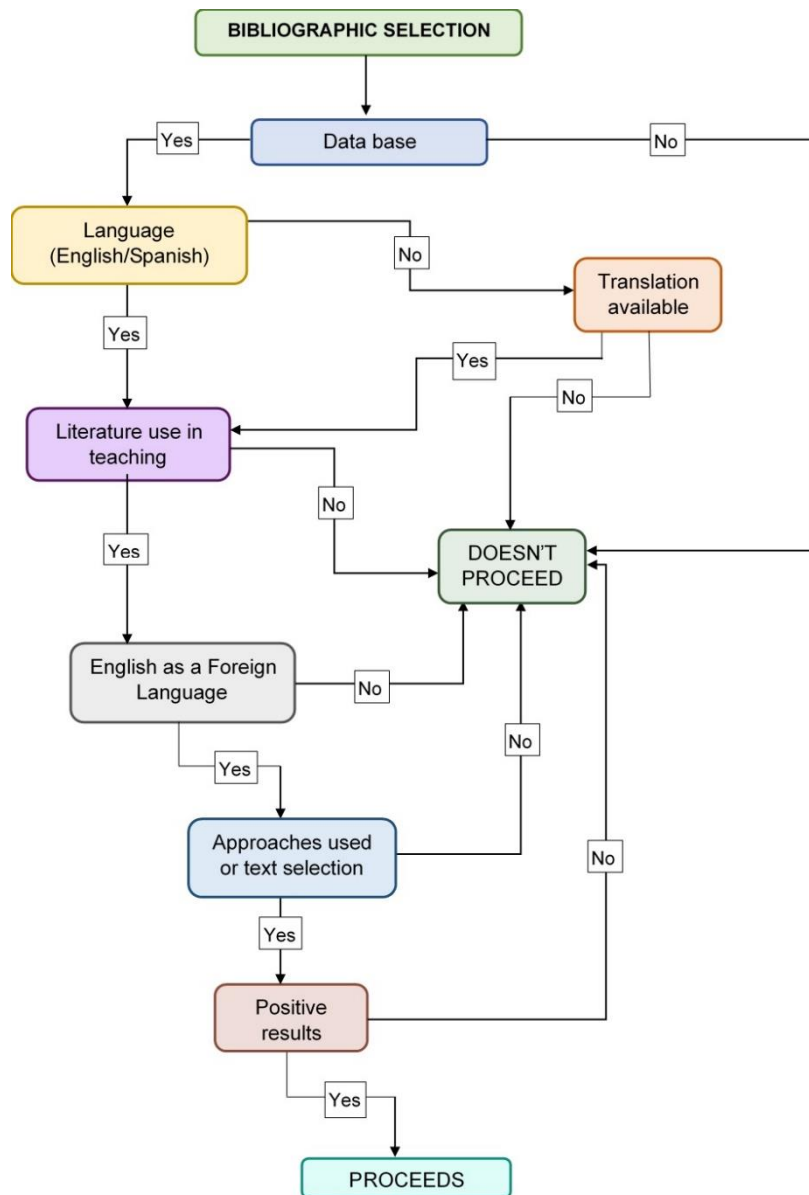 BIBLIOGRAPHIC SELECTION
Yes
Data base
No
Language
(English/Spanish)
No
Translation
available
Yes
Yes
No
Literature use in
teaching
No
Yes
DOESN'T
PROCEED
English as a Foreign
Language
No
No
Yes
Approaches used
or text selection
No
Yes
Positive
results
Yes
PROCEEDS